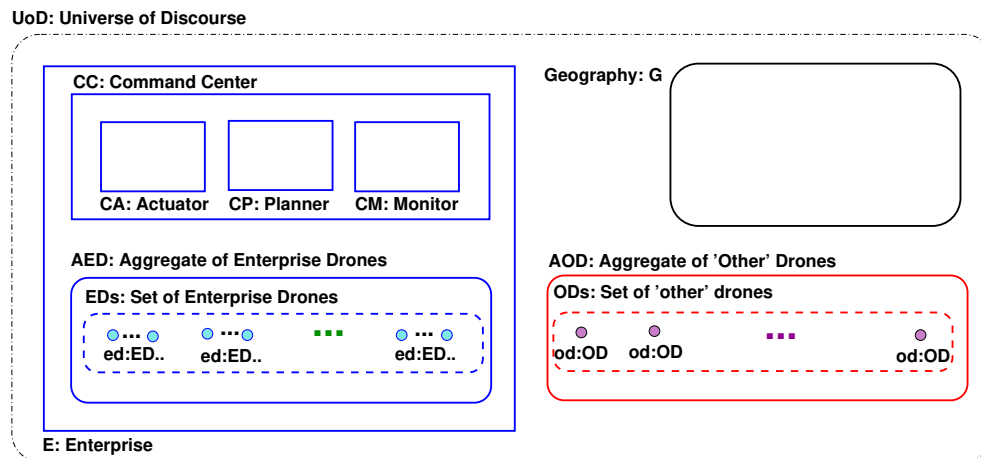 UoD: Universe of Discourse
CC: Command Center
Geography: G
CA: Actuator
CP: Planner
CM: Monitor
AED: Aggregate of Enterprise Drones
AOD: Aggregate of 'Other' Drones
EDs: Set of Enterprise Drones
ODs: Set of 'other' drones
...
...
...
...
...
ed:ED..
ed:ED..
ed:ED..
od:OD
od:OD
od:OD
E: Enterprise